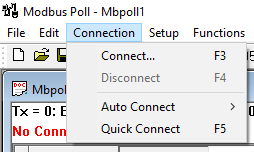 Modbus Poll - Mbpoll1
File Edit Connection Setup Functions
Connect... F3
Disconnect F4
Auto Connect >
Quick Connect F5
Mbpo
Tx = 0: E
No Conn